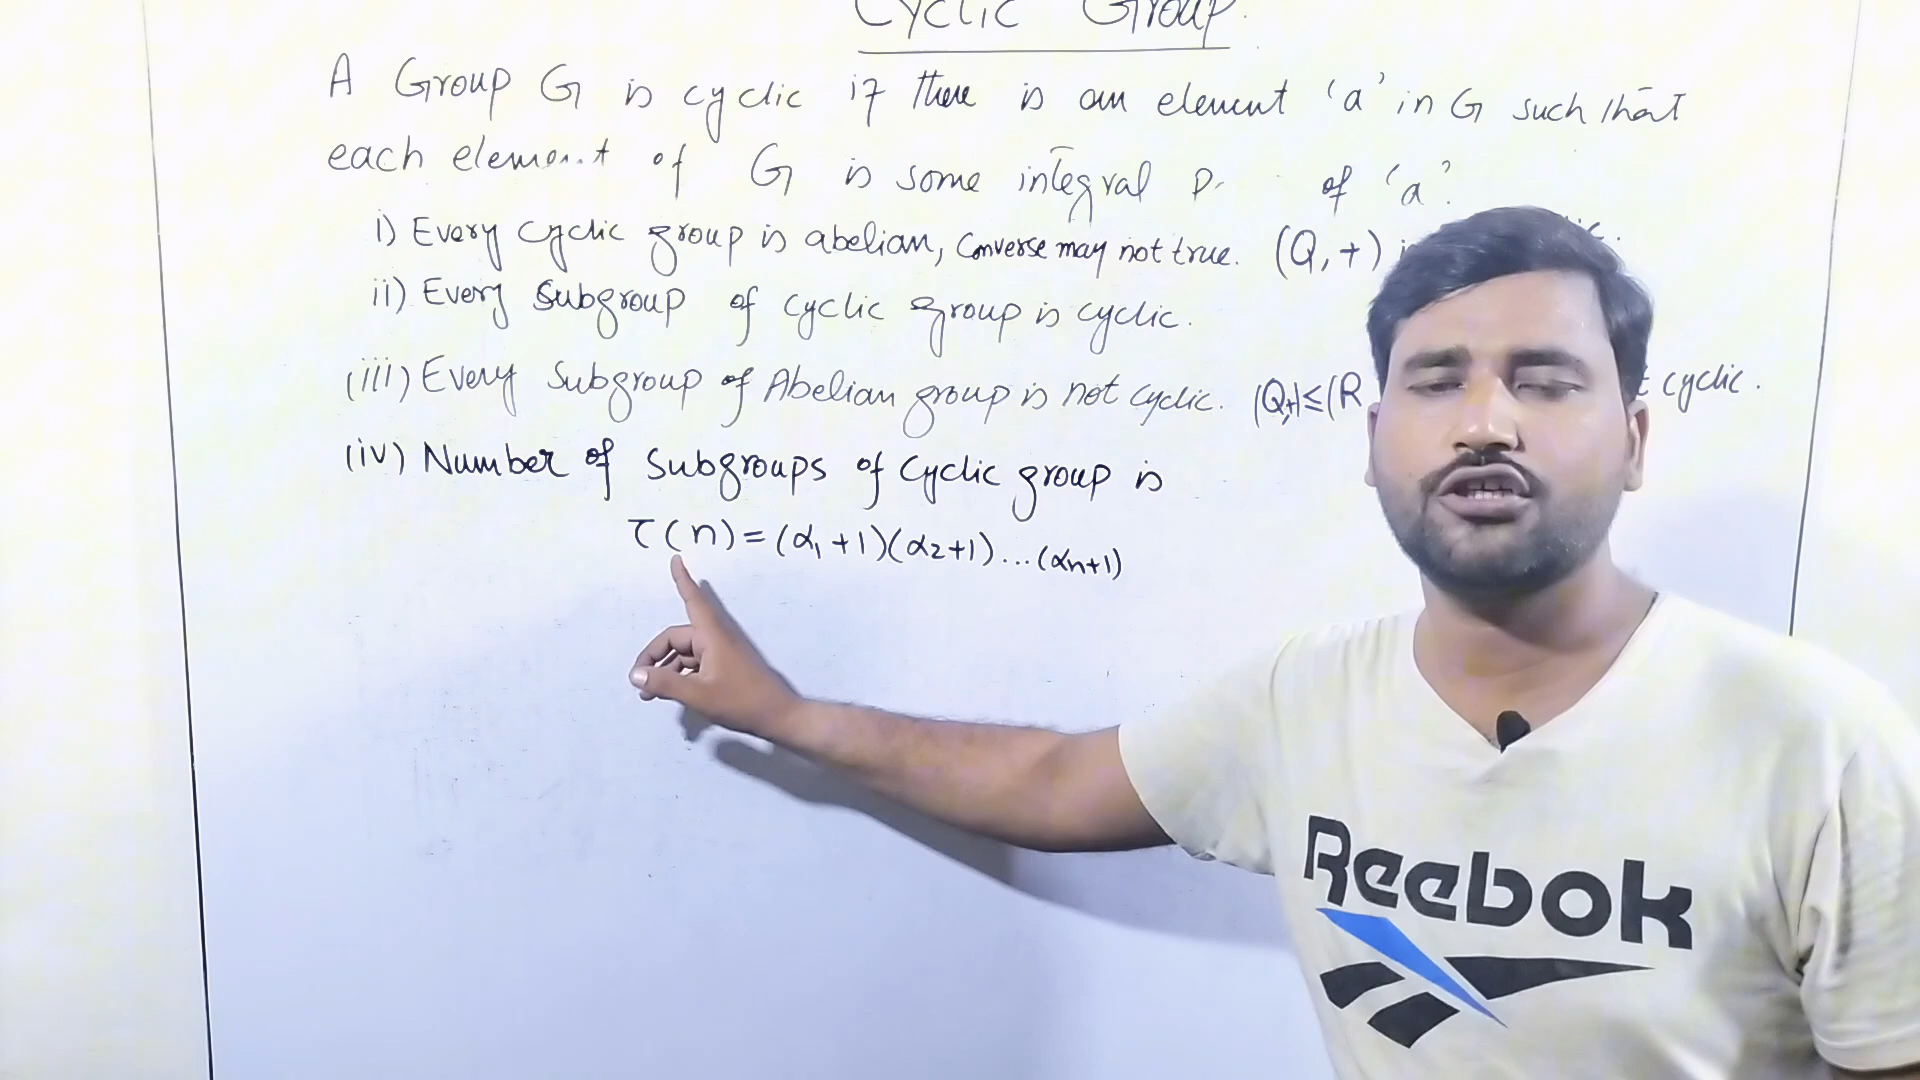 Cyclic Group.
A Group G is cyclic if there is an element 'a' in G such that
each element of G is some integral of 'a'.
i) Every cyclic group is abelian, Converse may not true. (Q,+)
ii) Every Subgroup of cyclic group is cyclic.
(iii) Every Subgroup of Abelian group is not cyclic. (Q,+)≤(R cyclic.
(iv) Number of Subgroups of Cyclic group is
τ(n)=(α₁+1)(α₂+1)...(αn+1)
Reebok